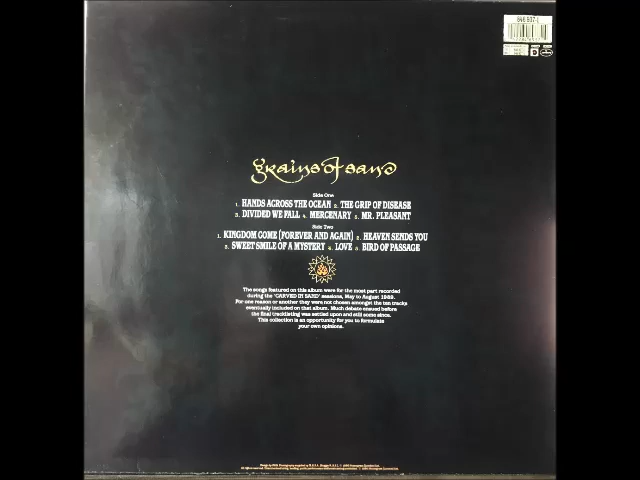 grains of sand
Side One
1. HANDS ACROSS THE OCEAN 2. THE GRIP OF DISEASE
3. DIVIDED WE FALL 4. MERCENARY 5. MR. PLEASANT
Side Two
1. KINGDOM COME (FOREVER AND AGAIN) 2. HEAVEN SENDS YOU
3. SWEET SMILE OF A MYSTERY 4. LOVE 5. BIRD OF PASSAGE
The songs featured on this album were for the most part recorded
during the 'CARVED IN SAND' sessions, May to August 1989.
For one reason or another they were not chosen amongst the ten tracks
eventually included on that album. Much debate ensued before
the final tracklisting was settled upon and still some since.
This collection is an opportunity for you to formulate
your own opinions.